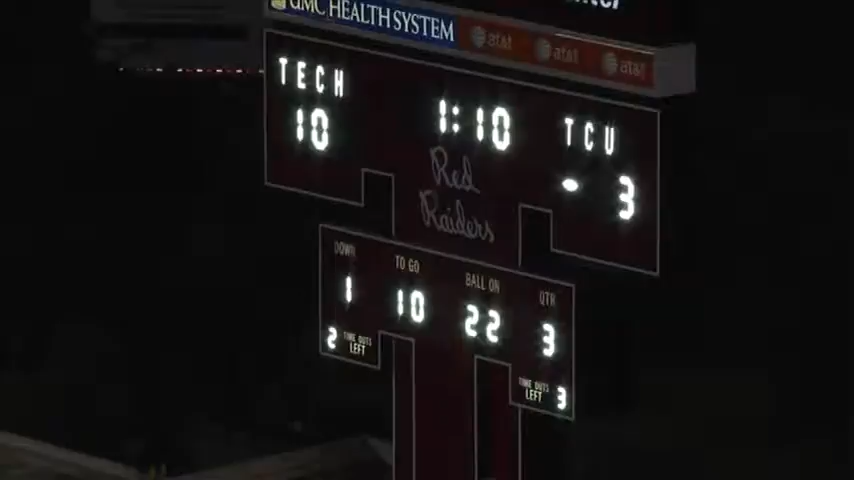 UMC HEALTH SYSTEM
at&t at&t at&t
TECH 1:10 TCU
10 3
Red
Raiders
DOWN TO GO BALL ON QTR
1 10 22 3
2 TIME OUTS LEFT
TIME OUTS LEFT 3